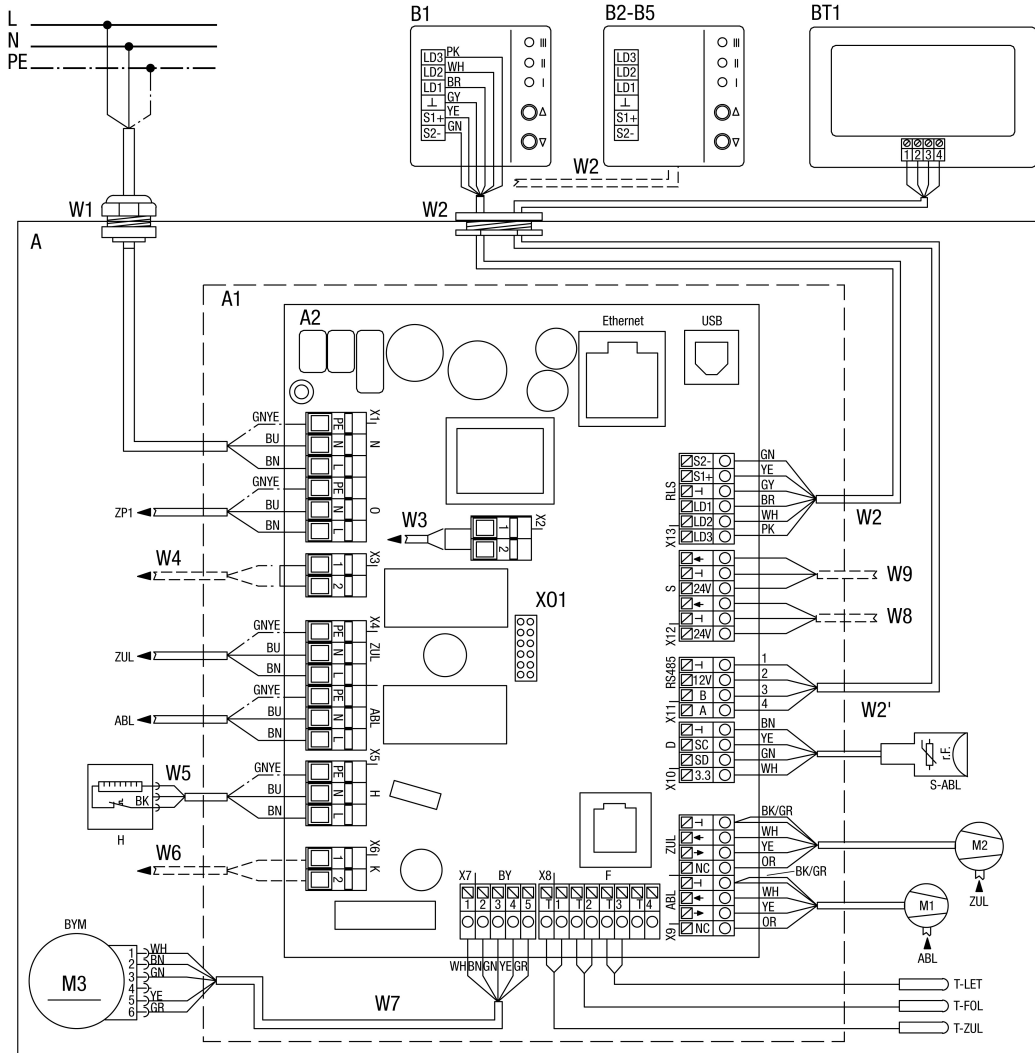 L
N
PE
B1
B2-B5
BT1
LD3
LD2
LD1
⊥
S1+
S2-
PK
WH
BR
GY
YE
GN
III
II
I
LD3
LD2
LD1
⊥
S1+
S2-
III
II
I
1 2 3 4
W2
W1
W2
A
A1
A2
Ethernet
USB
GNYE
BU
BN
GNYE
BU
BN
PE
N
L
PE
N
L
X1
N
O
ZP1
W3
1
2
X2
W4
1
2
X3
X01
GNYE
BU
BN
GNYE
BU
BN
PE
N
L
PE
N
L
X4
ZUL
ABL
ZUL
ABL
X5
H
W5
BK
H
GNYE
BU
BN
PE
N
L
W6
1
2
X6
K
S2-
S1+
⊥
LD1
LD2
LD3
RLS
X13
GN
YE
GY
BR
WH
PK
W2
⊥
24V
⊥
24V
S
X12
W9
W8
⊥
12V
B
A
RS485
X11
1
2
3
4
W2'
⊥
SC
SD
3.3
D
X10
BN
YE
GN
WH
r.F.
S-ABL
⊥
NC
⊥
NC
ZUL
ABL
X9
BK/GR
WH
YE
OR
BK/GR
WH
YE
OR
M2
ZUL
M1
ABL
X7 BY X8 F
1 2 3 4 5 T 1 T 2 T 3 T 4
WH BN GN YE GR
BYM
M3
1 WH
2 BN
3 GN
4
5 YE
6 GR
W7
T-LET
T-FOL
T-ZUL